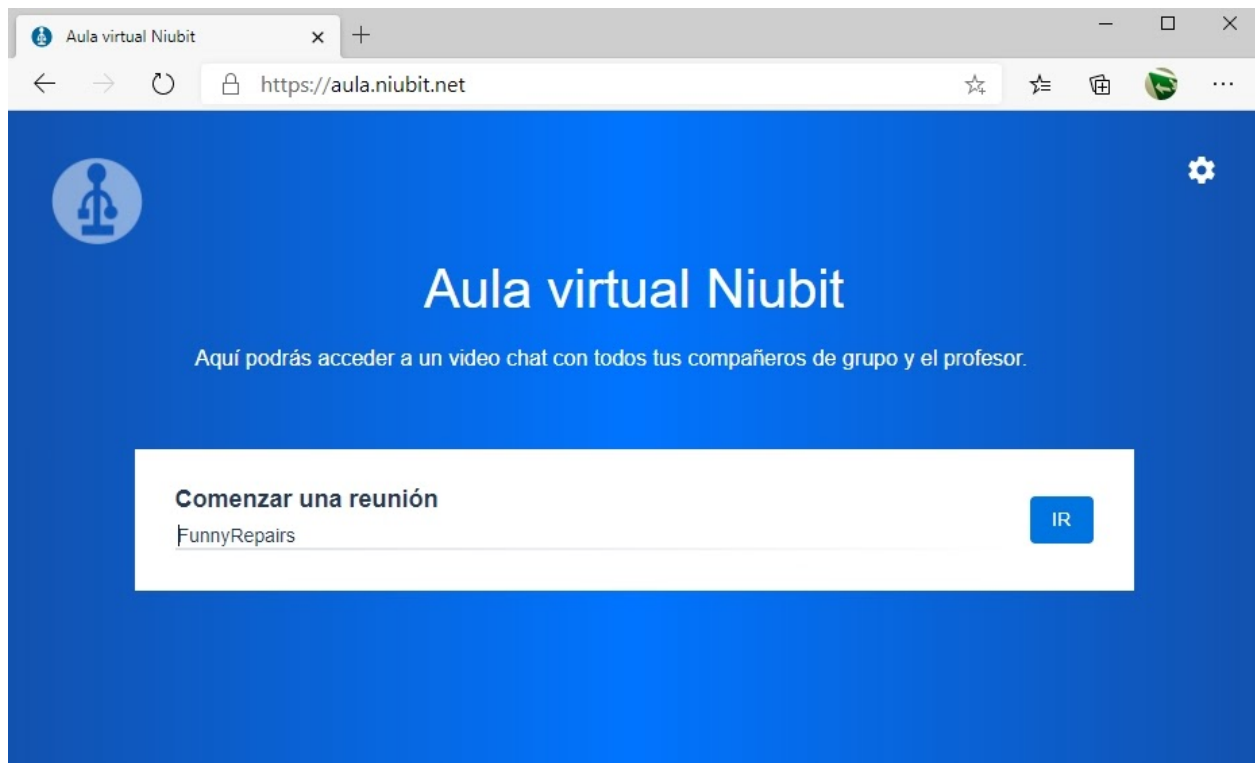 Aula virtual Niubit
https://aula.niubit.net
Aula virtual Niubit
Aquí podrás acceder a un video chat con todos tus compañeros de grupo y el profesor.
Comenzar una reunión
FunnyRepairs
IR